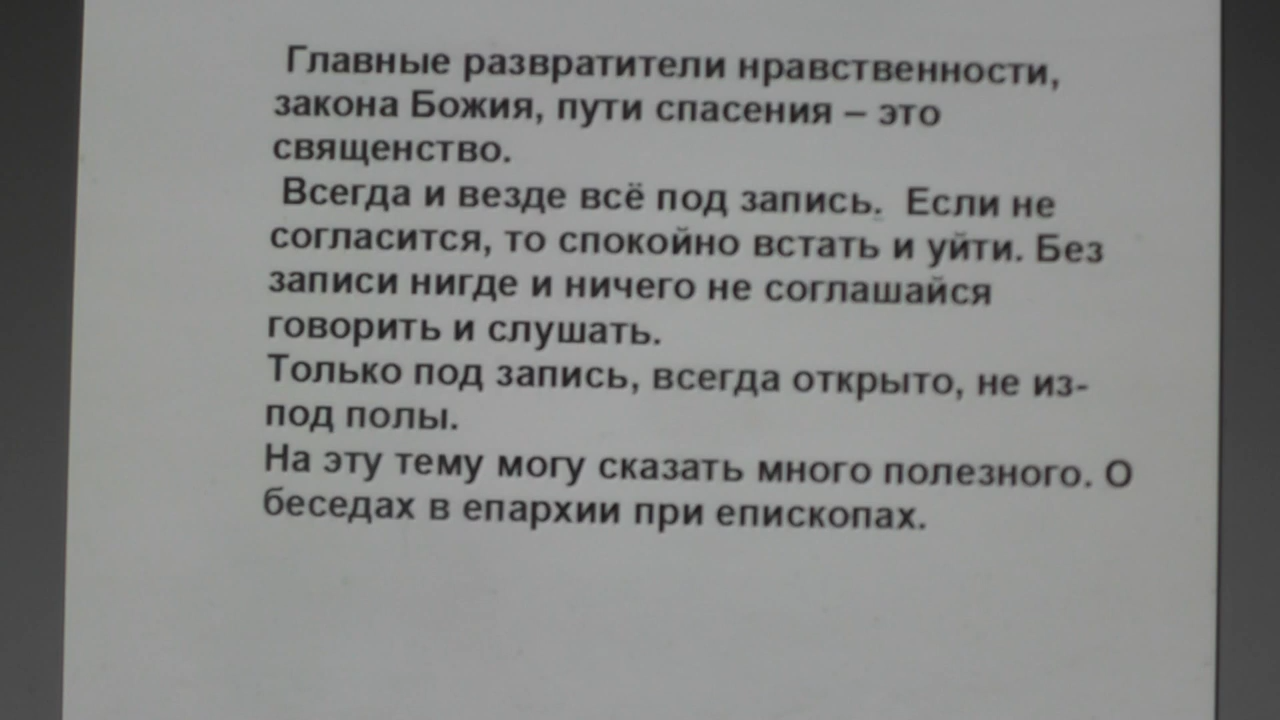 Главные развратители нравственности,
закона Божия, пути спасения – это
священство.
Всегда и везде всё под запись. Если не
согласится, то спокойно встать и уйти. Без
записи нигде и ничего не соглашайся
говорить и слушать.
Только под запись, всегда открыто, не из-
под полы.
На эту тему могу сказать много полезного. О
беседах в епархии при епископах.